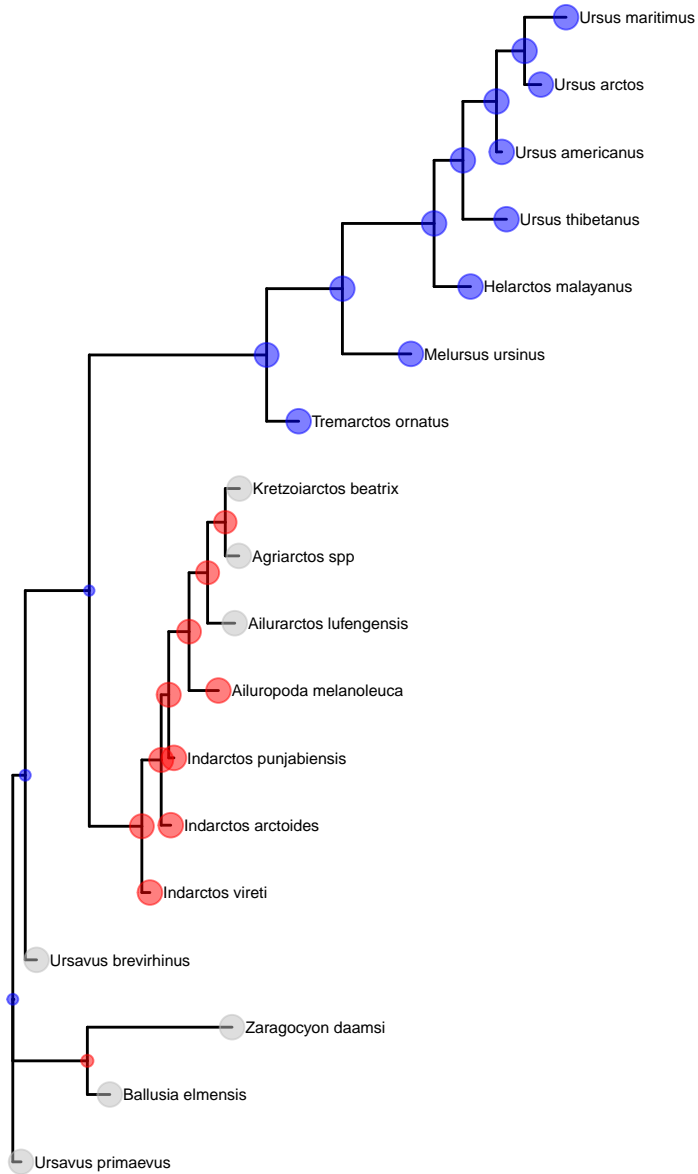 Ursus maritimus
Ursus arctos
Ursus americanus
Ursus thibetanus
Helarctos malayanus
Melursus ursinus
Tremarctos ornatus
Kretzoiarctos beatrix
Agriarctos spp
Ailurarctos lufengensis
Ailuropoda melanoleuca
Indarctos punjabiensis
Indarctos arctoides
Indarctos vireti
Ursavus brevirhinus
Zaragocyon daamsi
Ballusia elmensis
Ursavus primaevus